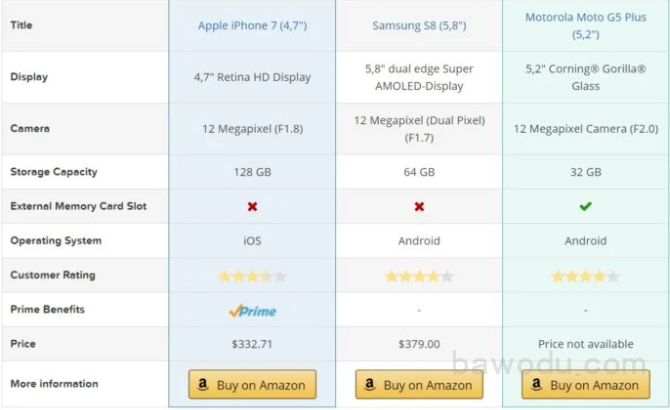 Title Apple iPhone 7 (4,7") Samsung S8 (5,8") Motorola Moto G5 Plus
(5,2")
Display 4,7" Retina HD Display 5,8" dual edge Super
AMOLED-Display 5,2" Corning® Gorilla®
Glass
Camera 12 Megapixel (F1.8) 12 Megapixel (Dual Pixel)
(F1.7) 12 Megapixel Camera (F2.0)
Storage Capacity 128 GB 64 GB 32 GB
External Memory Card Slot
Operating System iOS Android Android
Customer Rating
Prime Benefits Prime - -
Price $332.71 $379.00 Price not available
More information Buy on Amazon Buy on Amazon Buy on Amazon
bawodu.com